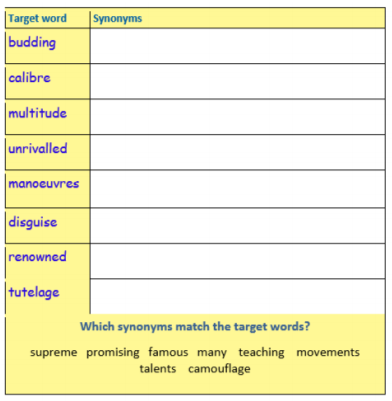 Target word Synonyms
budding
calibre
multitude
unrivalled
manoeuvres
disguise
renowned
tutelage
Which synonyms match the target words?
supreme promising famous many teaching movements
talents camouflage